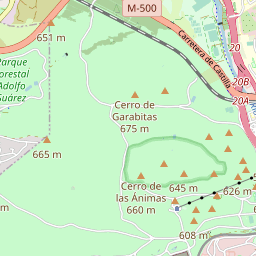 M-500
651 m
Carretera de Castilla
20
20B
20A
Parque
Forestal
Adolfo
Suárez
Cerro de
Garabitas
675 m
665 m
Cerro de
las Ánimas
660 m
645 m
626 m
608 m